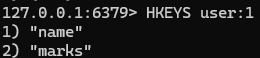 127.0.0.1:6379> HKEYS user:1
1) "name"
2) "marks"